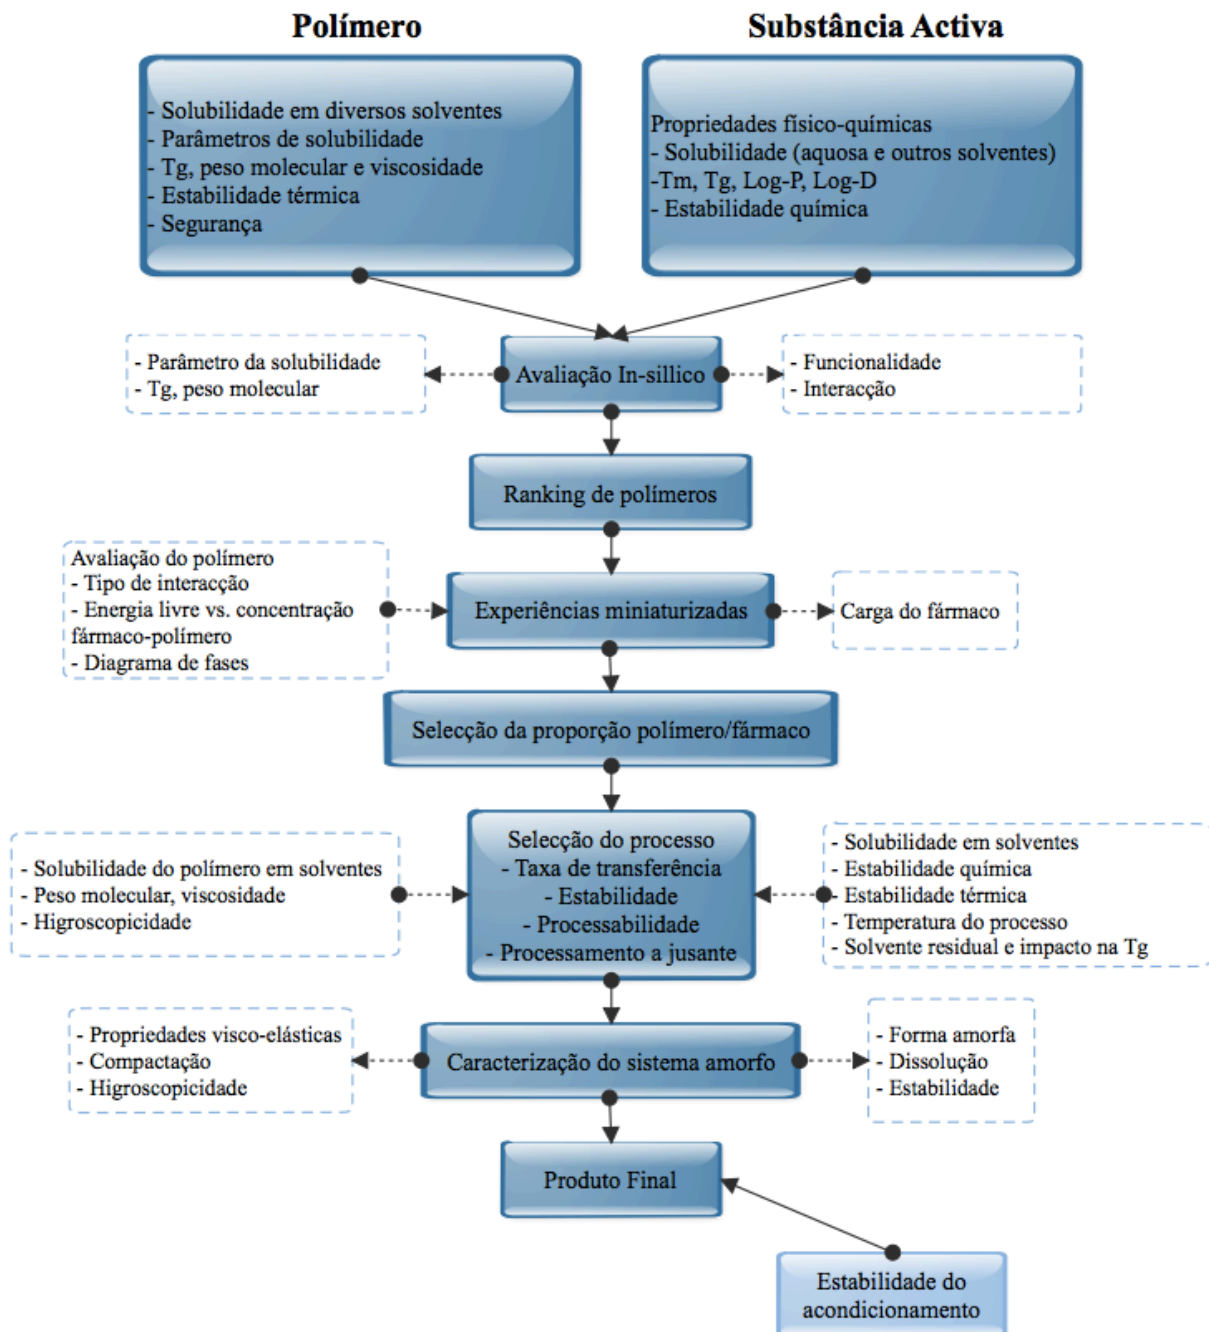 Polímero
- Solubilidade em diversos solventes
- Parâmetros de solubilidade
- Tg, peso molecular e viscosidade
- Estabilidade térmica
- Segurança
Substância Activa
Propriedades físico-químicas
- Solubilidade (aquosa e outros solventes)
-Tm, Tg, Log-P, Log-D
- Estabilidade química
- Parâmetro da solubilidade
- Tg, peso molecular
Avaliação In-sillico
- Funcionalidade
- Interacção
Ranking de polímeros
Avaliação do polímero
- Tipo de interacção
- Energia livre vs. concentração
fármaco-polímero
- Diagrama de fases
Experiências miniaturizadas
Carga do fármaco
Selecção da proporção polímero/fármaco
- Solubilidade do polímero em solventes
- Peso molecular, viscosidade
- Higroscopicidade
Selecção do processo
- Taxa de transferência
- Estabilidade
- Processabilidade
- Processamento a jusante
- Solubilidade em solventes
- Estabilidade química
- Estabilidade térmica
- Temperatura do processo
- Solvente residual e impacto na Tg
- Propriedades visco-elásticas
- Compactação
- Higroscopicidade
Caracterização do sistema amorfo
- Forma amorfa
- Dissolução
- Estabilidade
Produto Final
Estabilidade do
acondicionamento